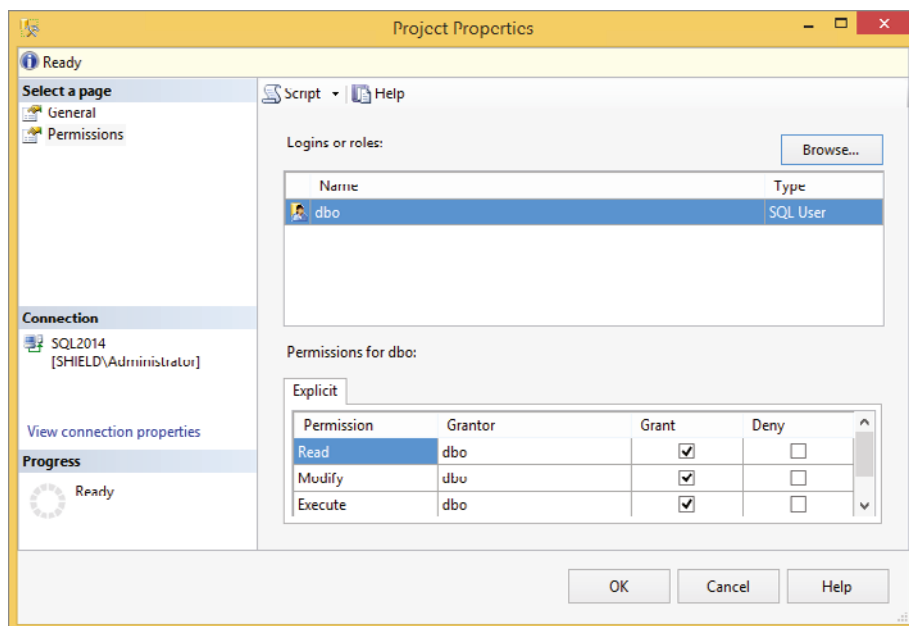 Project Properties
Ready
Select a page
General
Permissions
Script
Help
Logins or roles:
Browse...
Name Type
dbo SQL User
Connection
SQL2014
[SHIELD\Administrator]
View connection properties
Progress
Ready
Permissions for dbo:
Explicit
Permission Grantor Grant Deny
Read dbo
Modify dbo
Execute dbo
OK Cancel Help